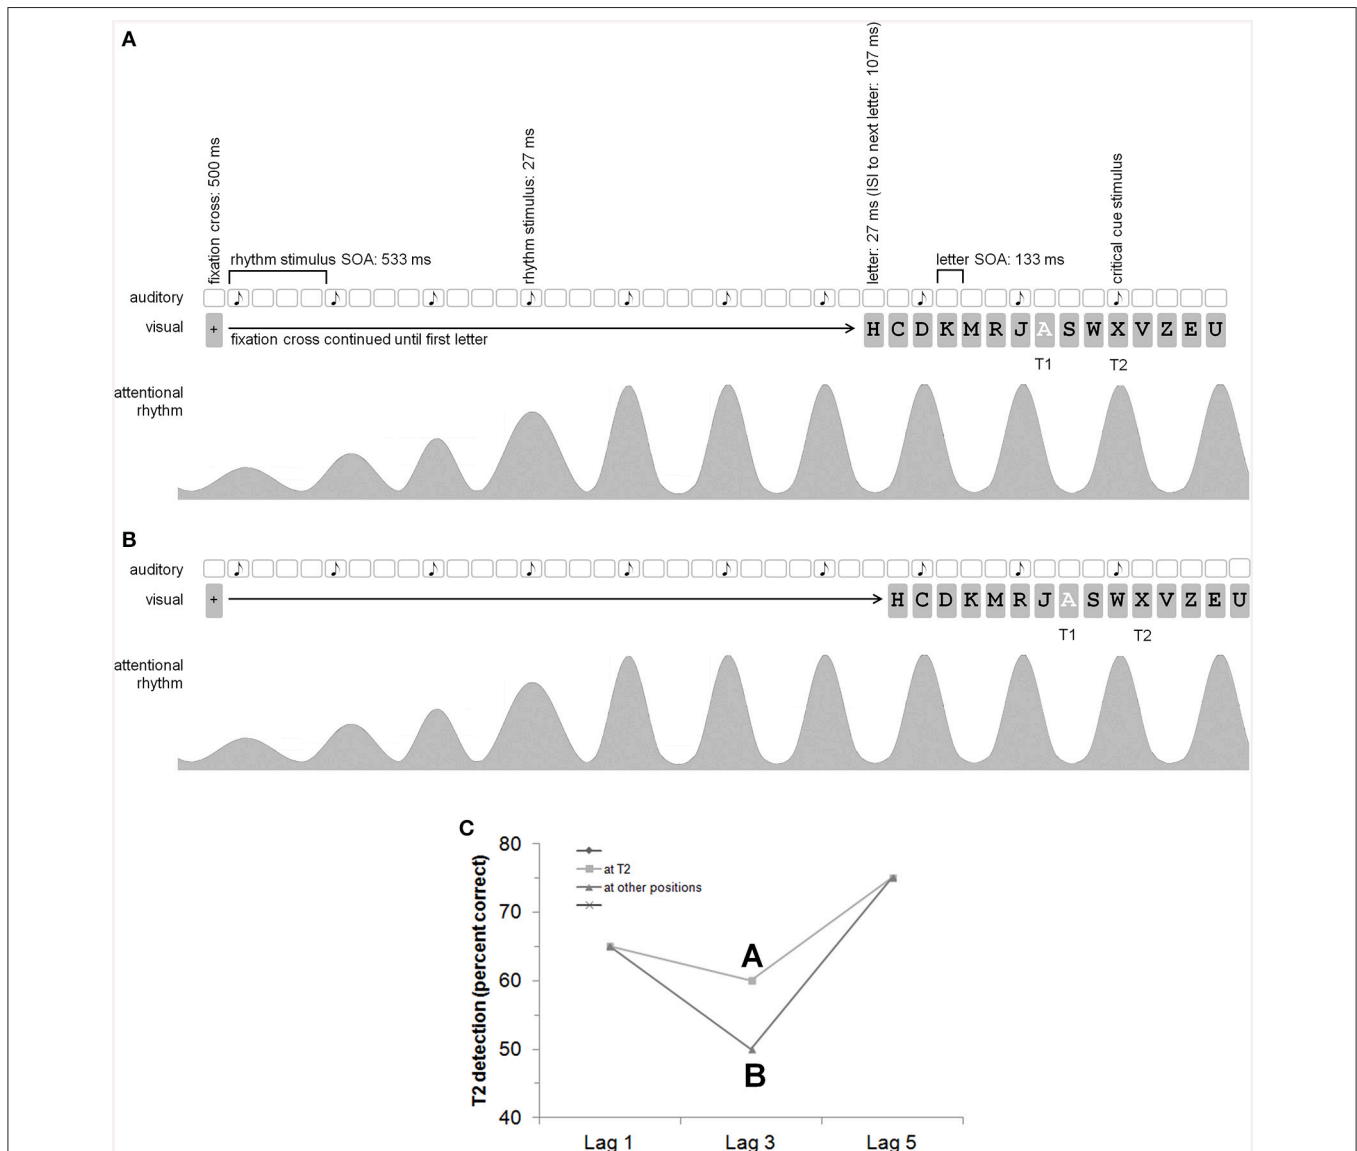 A
fixation cross: 500 ms
rhythm stimulus: 27 ms
letter: 27 ms (ISI to next letter: 107 ms)
critical cue stimulus
rhythm stimulus SOA: 533 ms
letter SOA: 133 ms
auditory
visual
+
fixation cross continued until first letter
H C D K M R J A S W X V Z E U
T1 T2
attentional
rhythm
B
auditory
visual
+
H C D K M R J A S W X V Z E U
T1 T2
attentional
rhythm
C
T2 detection (percent correct)
80
70
60
50
40
at T2
at other positions
A
B
Lag 1 Lag 3 Lag 5